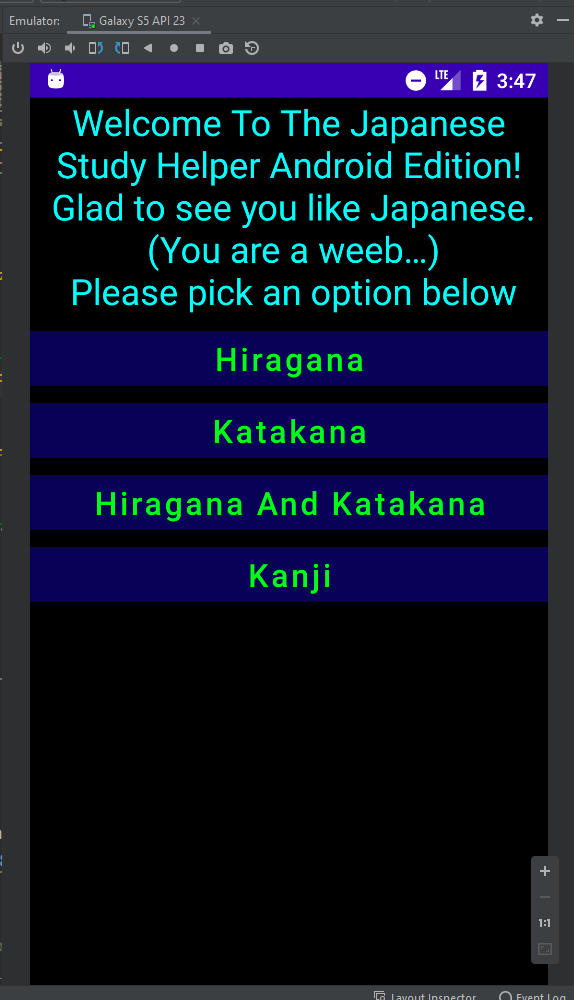 Emulator:
Galaxy S5 API 23
LTE
3:47
Welcome To The Japanese
Study Helper Android Edition!
Glad to see you like Japanese.
(You are a weeb...)
Please pick an option below
Hiragana
Katakana
Hiragana And Katakana
Kanji
1:1
Layout Inspector
Event Log